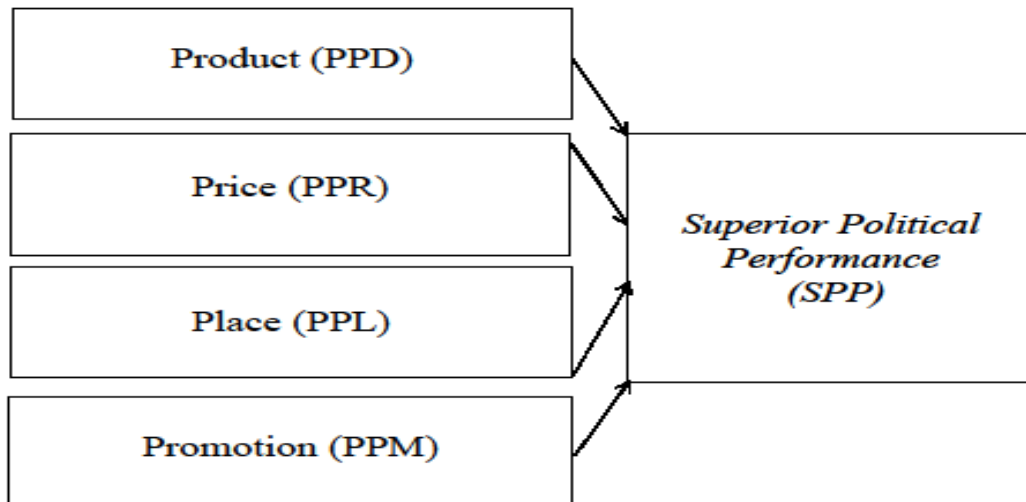 Product (PPD)
Price (PPR)
Place (PPL)
Promotion (PPM)
Superior Political
Performance
(SPP)